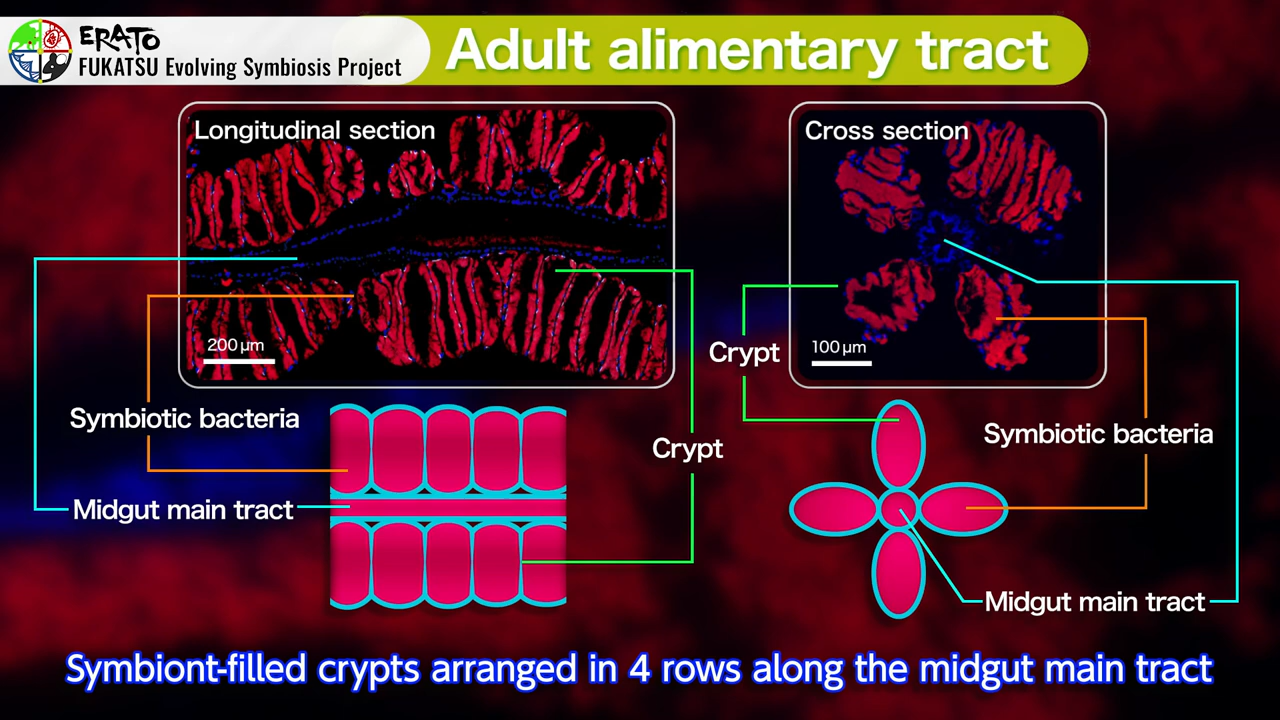 ERATO
FUKATSU Evolving Symbiosis Project
Adult alimentary tract
Longitudinal section
200 μm
Cross section
100 μm
Crypt
Symbiotic bacteria
Midgut main tract
Crypt
Symbiotic bacteria
Midgut main tract
Symbiont-filled crypts arranged in 4 rows along the midgut main tract